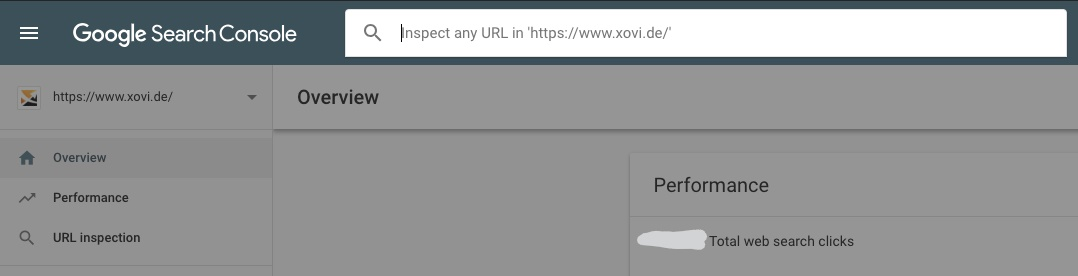 Google Search Console
Inspect any URL in 'https://www.xovi.de/'
https://www.xovi.de/
Overview
Overview
Performance
URL inspection
Performance
Total web search clicks